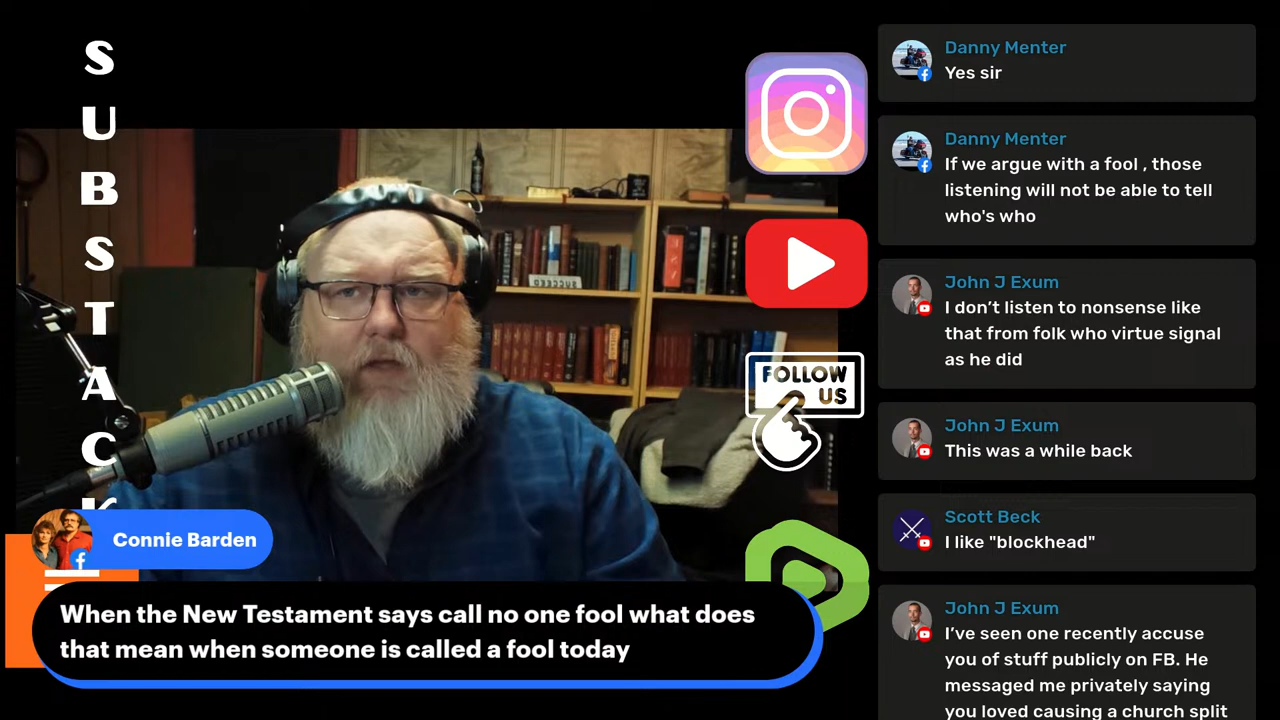 SUBSTACK
FOLLOW
US
Connie Barden
When the New Testament says call no one fool what does
that mean when someone is called a fool today
Danny Menter
Yes sir
Danny Menter
If we argue with a fool , those
listening will not be able to tell
who's who
John J Exum
I don’t listen to nonsense like
that from folk who virtue signal
as he did
John J Exum
This was a while back
Scott Beck
I like "blockhead"
John J Exum
I’ve seen one recently accuse
you of stuff publicly on FB. He
messaged me privately saying
you loved causing a church split